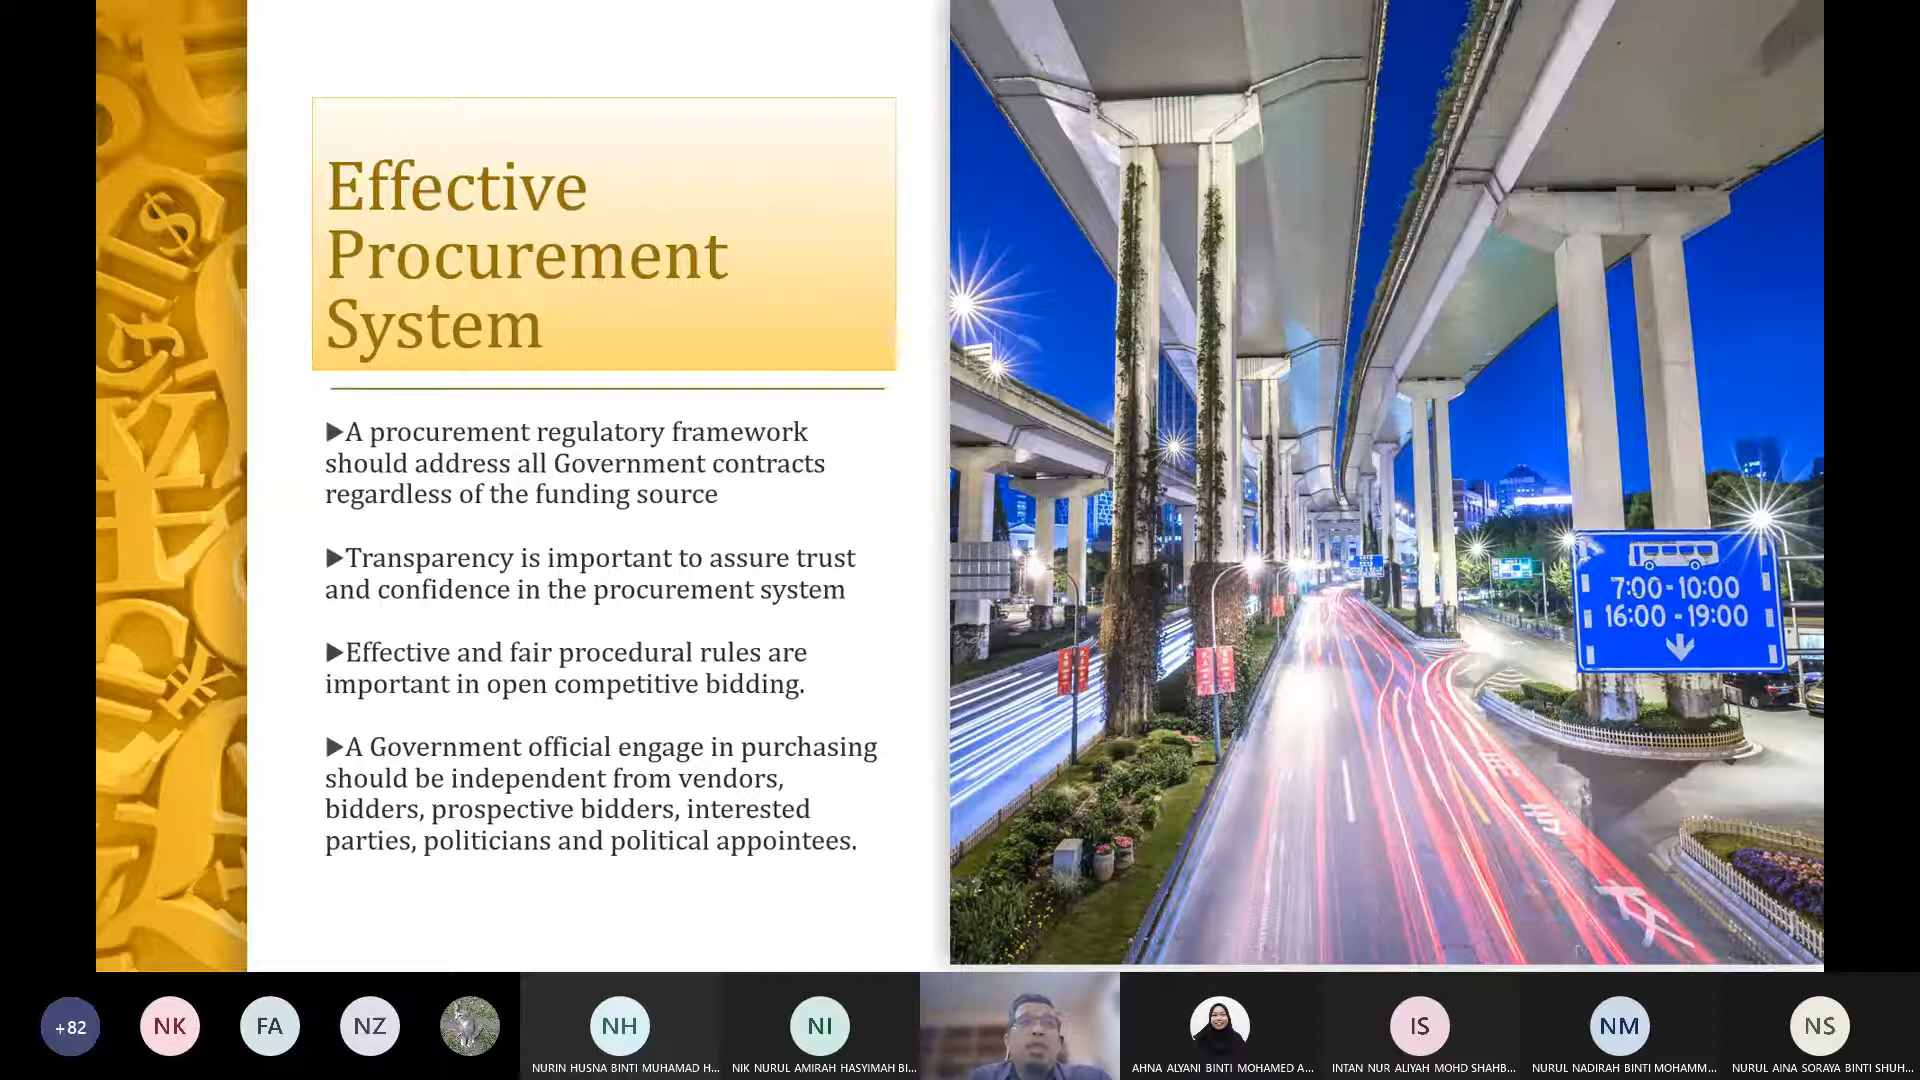 Effective
Procurement
System
▶A procurement regulatory framework
should address all Government contracts
regardless of the funding source
▶Transparency is important to assure trust
and confidence in the procurement system
▶Effective and fair procedural rules are
important in open competitive bidding.
▶A Government official engage in purchasing
should be independent from vendors,
bidders, prospective bidders, interested
parties, politicians and political appointees.
7:00-10:00
16:00-19:00
+82
NK
FA
NZ
NH
NI
IS
NM
NS
NURIN HUSNA BINTI MUHAMAD H...
NIK NURUL AMIRAH HASYIMAH BI...
AHNA ALYANI BINTI MOHAMED A...
INTAN NUR ALIYAH MOHD SHAHB...
NURUL NADIRAH BINTI MOHAMM...
NURUL AINA SORAYA BINTI SHUH...